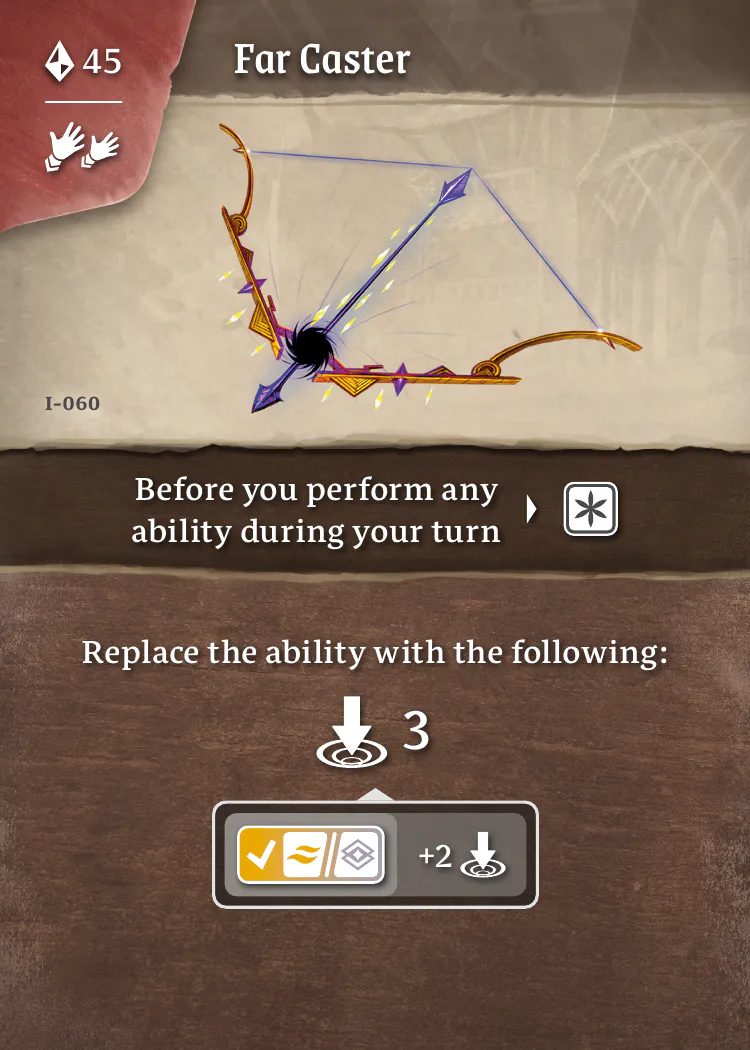 45
Far Caster
I-060
Before you perform any
ability during your turn
Replace the ability with the following:
3
+2